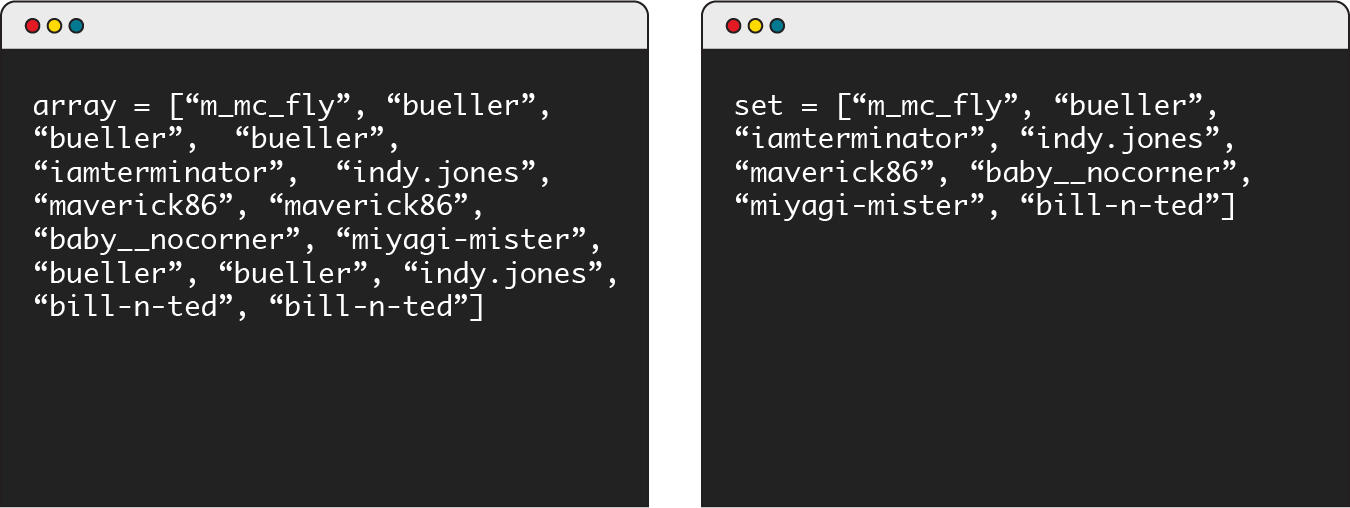 array = [“m_mc_fly”, “bueller”,
“bueller”,  “bueller”,
“iamterminator”,  “indy.jones”,
“maverick86”, “maverick86”,
“baby__nocorner”, “miyagi-mister”,
“bueller”, “bueller”, “indy.jones”,
“bill-n-ted”, “bill-n-ted”]
set = [“m_mc_fly”, “bueller”,
“iamterminator”, “indy.jones”,
“maverick86”, “baby__nocorner”,
“miyagi-mister”, “bill-n-ted”]